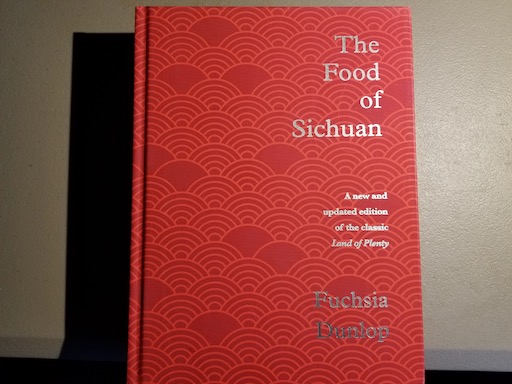 The
Food
of
Sichuan
A new and
updated edition
of the classic
Land of Plenty
Fuchsia
Dunlop